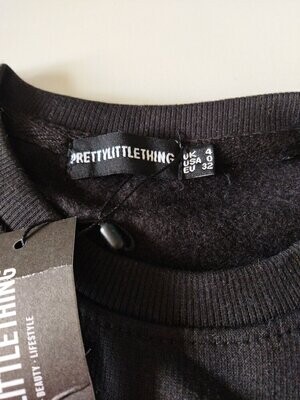 PRETTYLITTLETHING
UK 4
USA 0
EU 32
LITTLETHING
BEAUTY · LIFESTYLE